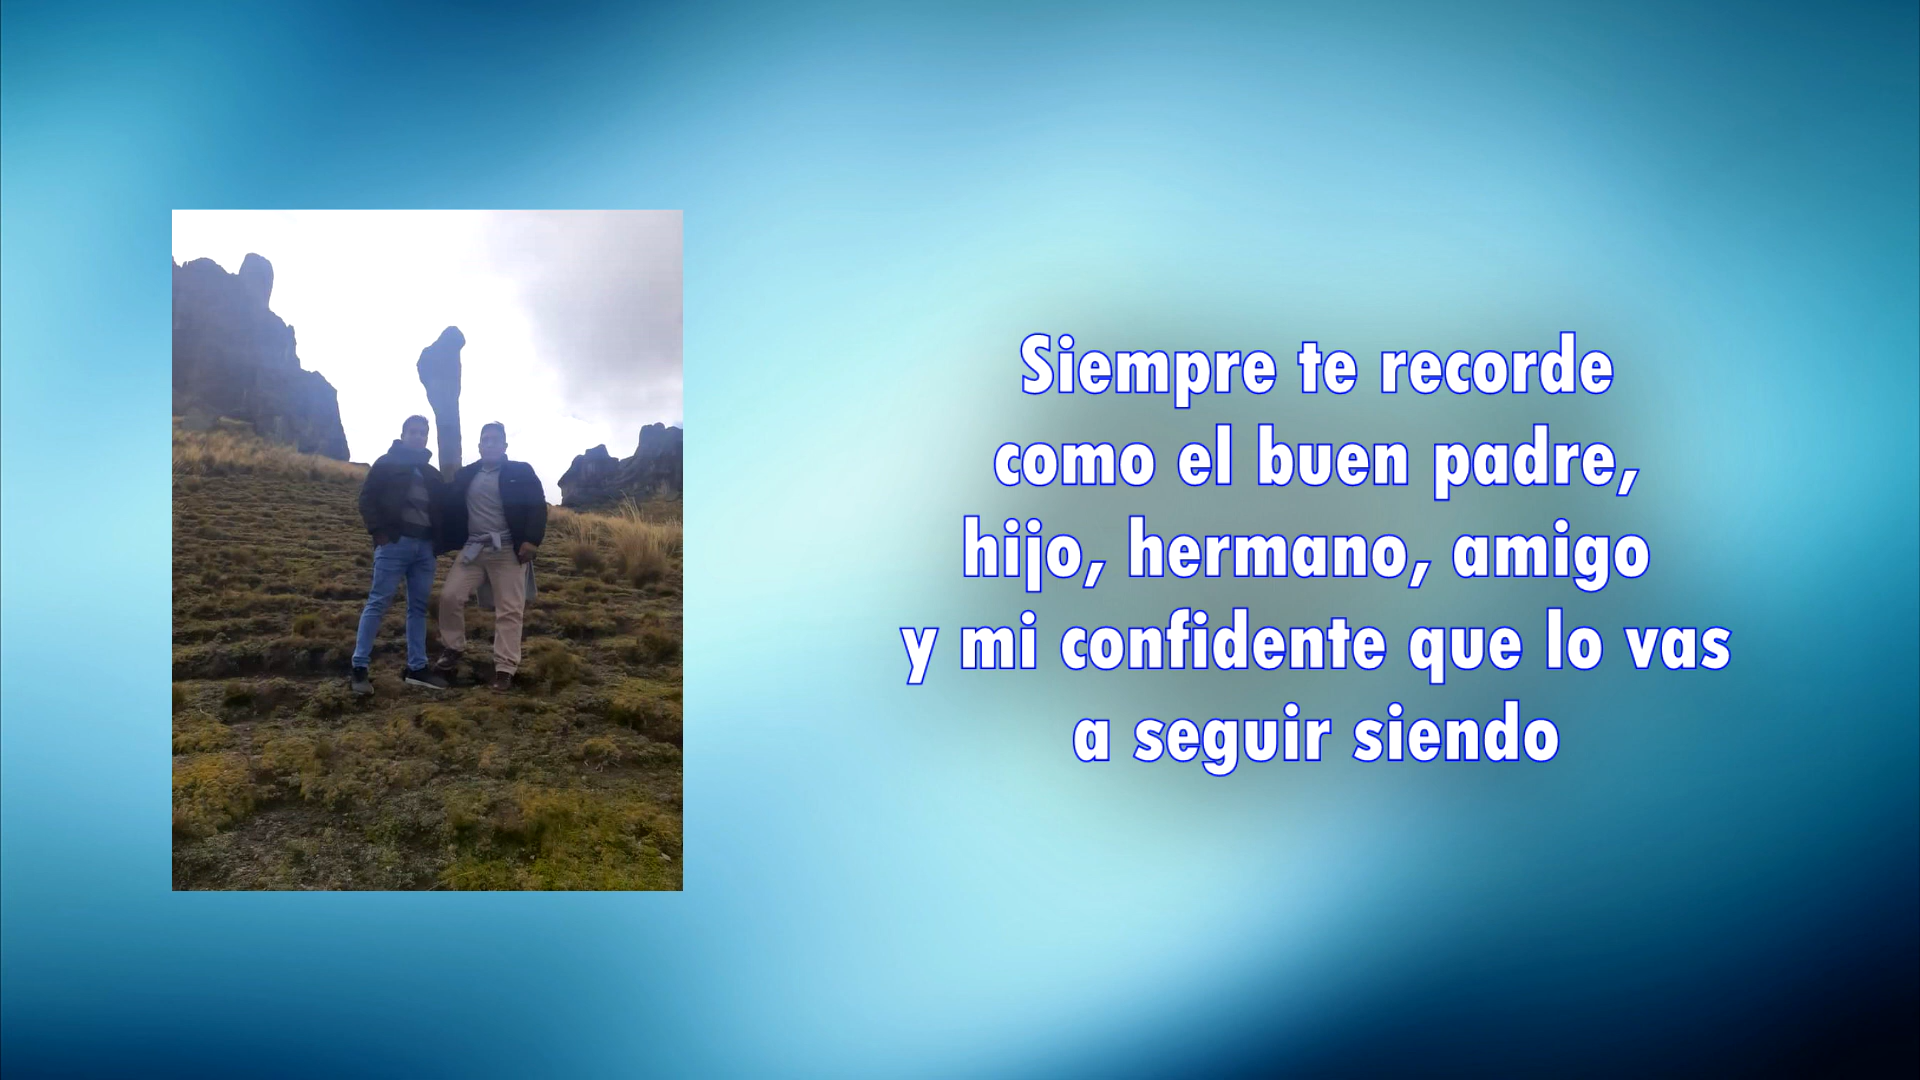 Siempre te recorde
como el buen padre,
hijo, hermano, amigo
y mi confidente que lo vas
a seguir siendo